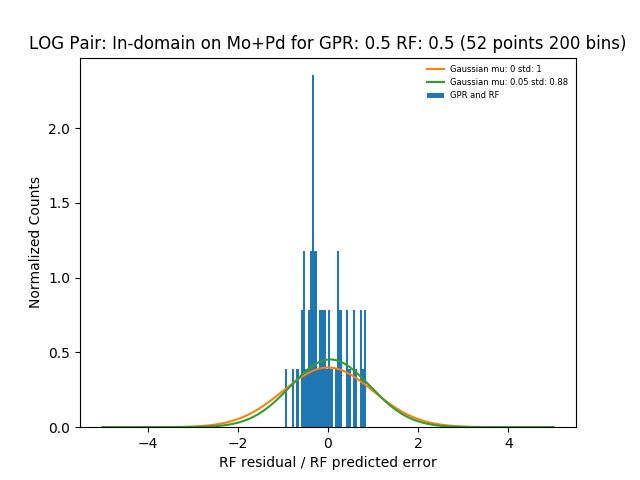 LOG Pair: In-domain on Mo+Pd for GPR: 0.5 RF: 0.5 (52 points 200 bins)
Gaussian mu: 0 std: 1
Gaussian mu: 0.05 std: 0.88
GPR and RF
Normalized Counts
2.0
1.5
1.0
0.5
0.0
−4 −2 0 2 4
RF residual / RF predicted error